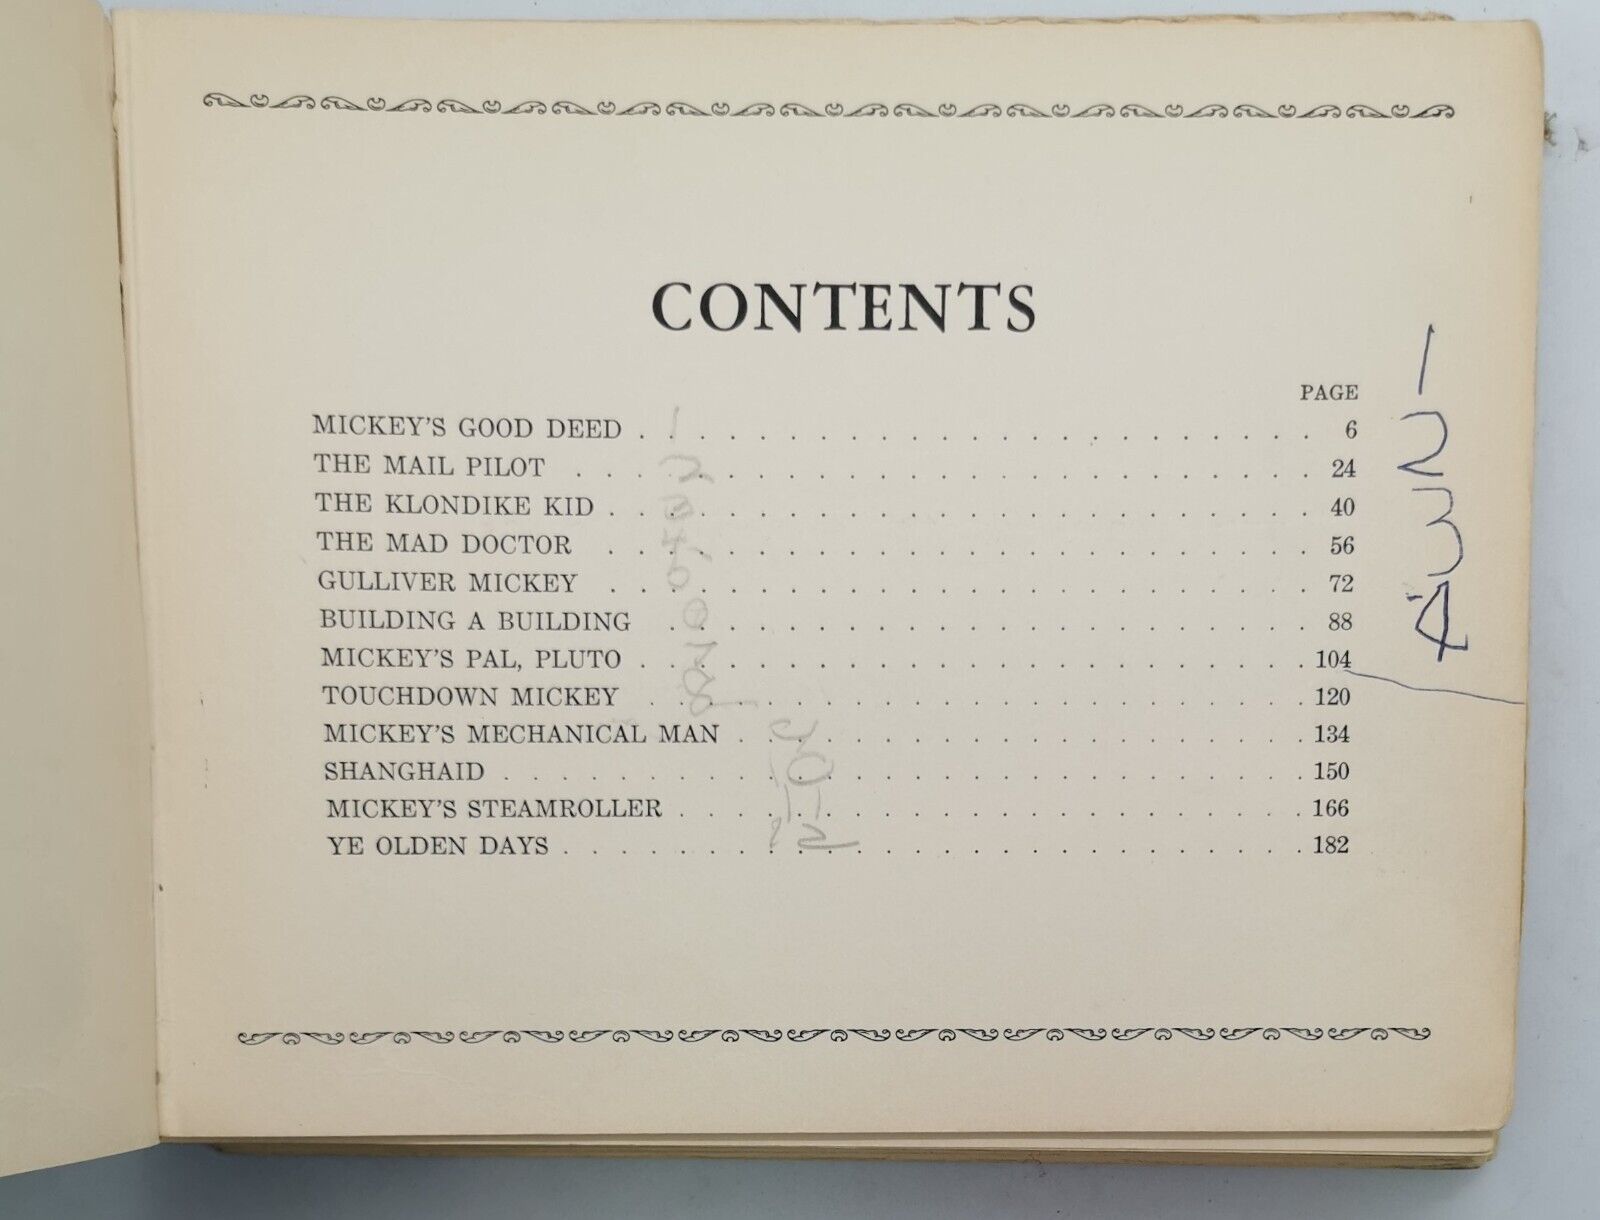 CONTENTS
PAGE
MICKEY'S GOOD DEED . . . . . . . . . . . . . . . . . . . . . . . 6
THE MAIL PILOT . . . . . . . . . . . . . . . . . . . . . . . . . 24
THE KLONDIKE KID . . . . . . . . . . . . . . . . . . . . . . . . 40
THE MAD DOCTOR . . . . . . . . . . . . . . . . . . . . . . . . 56
GULLIVER MICKEY . . . . . . . . . . . . . . . . . . . . . . . . 72
BUILDING A BUILDING . . . . . . . . . . . . . . . . . . . . . . 88
MICKEY'S PAL, PLUTO . . . . . . . . . . . . . . . . . . . . . . . 104
TOUCHDOWN MICKEY . . . . . . . . . . . . . . . . . . . . . . . 120
MICKEY'S MECHANICAL MAN . . . . . . . . . . . . . . . . . . . . 134
SHANGHAID . . . . . . . . . . . . . . . . . . . . . . . . . . . . 150
MICKEY'S STEAMROLLER . . . . . . . . . . . . . . . . . . . . . . 166
YE OLDEN DAYS . . . . . . . . . . . . . . . . . . . . . . . . . . 182
1 2 3 4